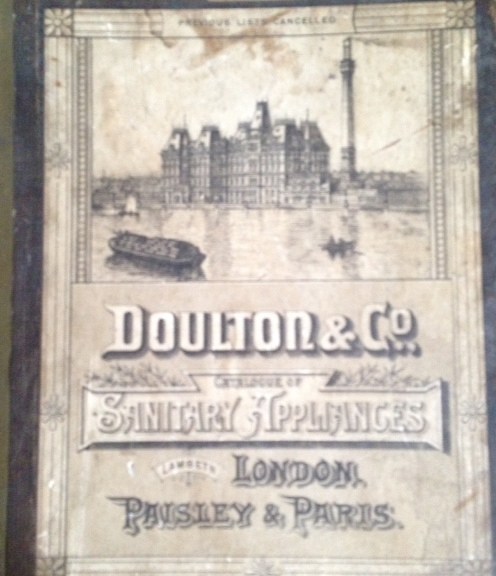 PREVIOUS LISTS CANCELLED
DOULTON & Co.
CATALOGUE OF
SANITARY APPLIANCES
LAMBETH LONDON,
PAISLEY & PARIS.